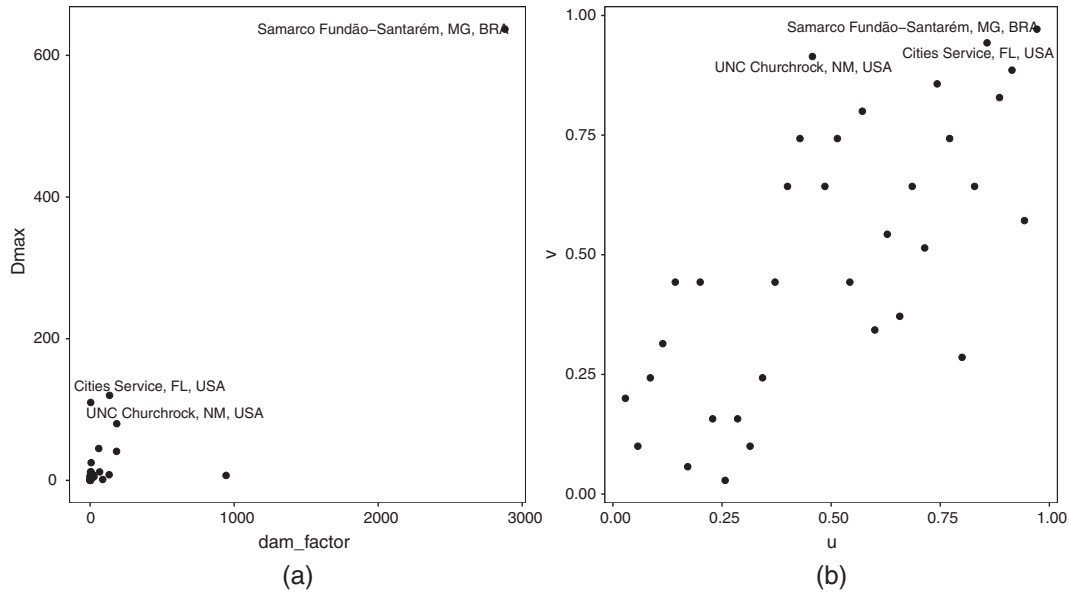 Samarco Fundão−Santarém, MG, BRA
600
400
Dmax
200
Cities Service, FL, USA
UNC Churchrock, NM, USA
0
0
1000
2000
3000
dam_factor
(a)
1.00
Samarco Fundão−Santarém, MG, BRA
Cities Service, FL, USA
UNC Churchrock, NM, USA
0.75
v
0.50
0.25
0.00
0.00
0.25
0.50
0.75
1.00
u
(b)